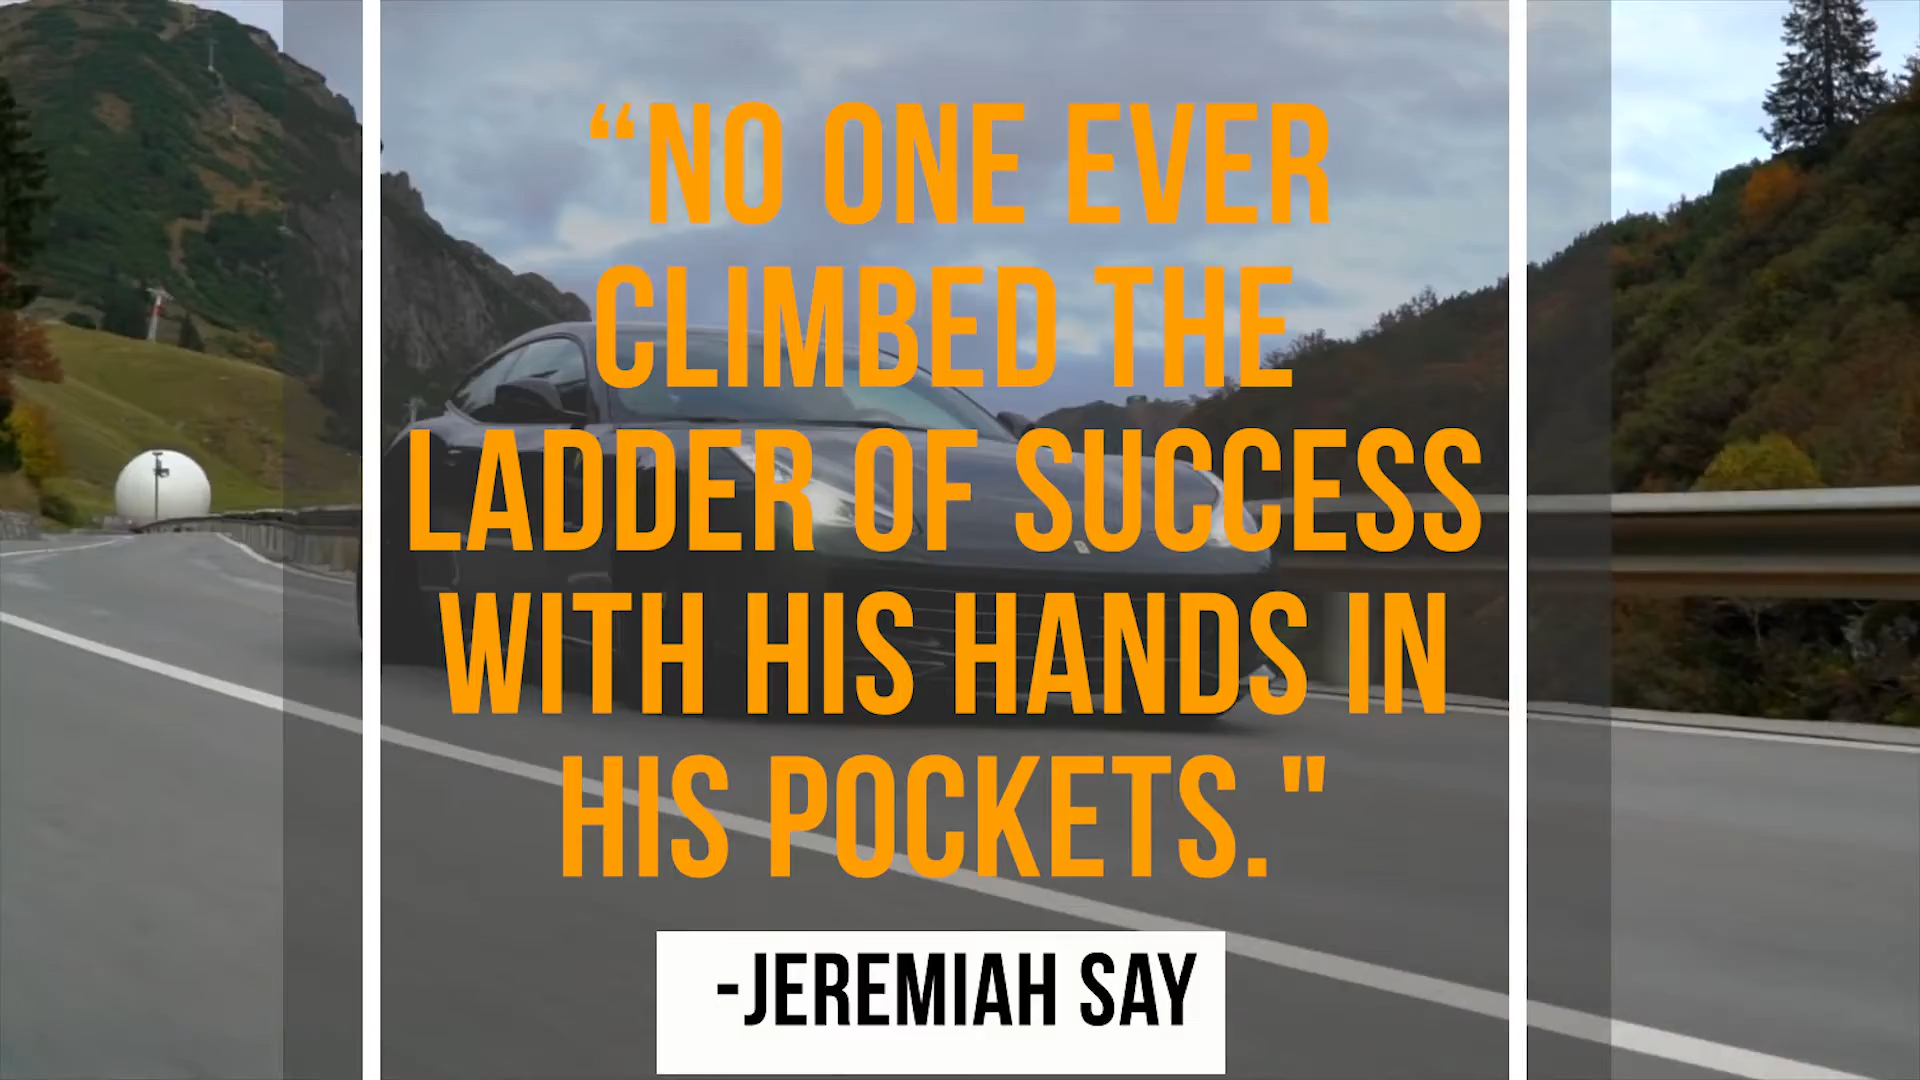 “NO ONE EVER
CLIMBED THE
LADDER OF SUCCESS
WITH HIS HANDS IN
HIS POCKETS."
-JEREMIAH SAY